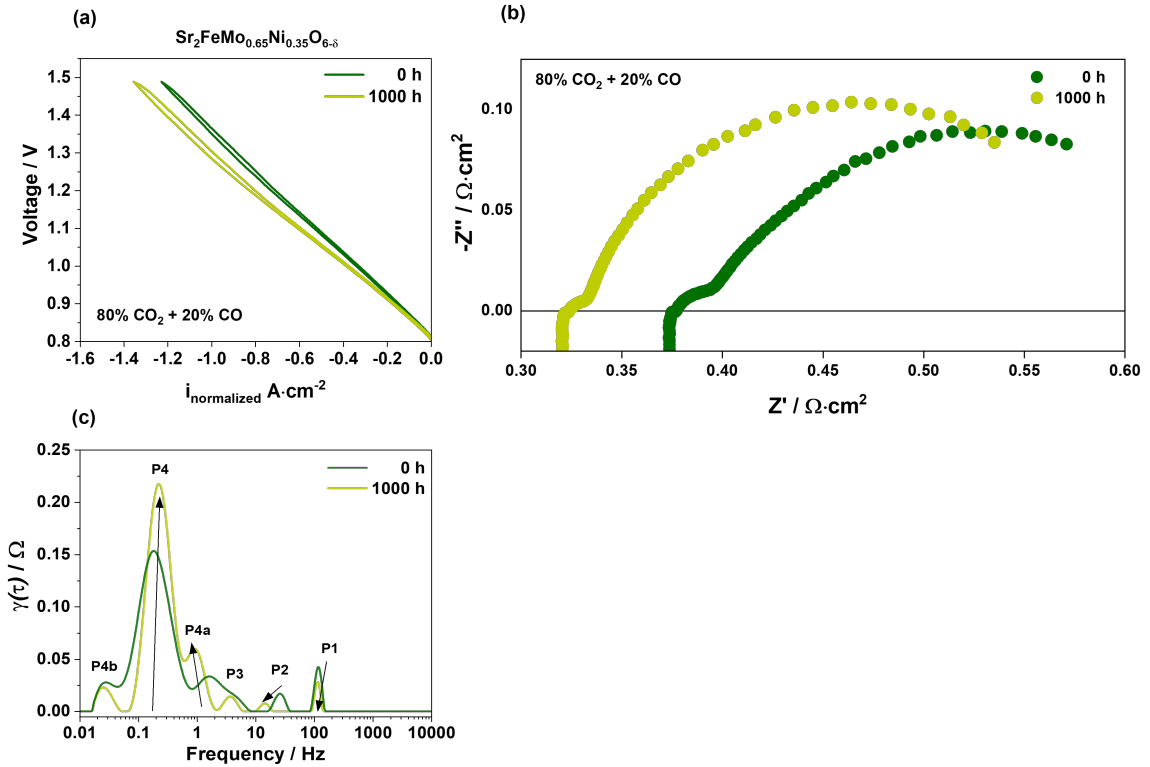 (a)
Sr₂FeMo₀.₆₅Ni₀.₃₅O₆₋δ
0 h
1000 h
80% CO₂ + 20% CO
Voltage / V
1.5
1.4
1.3
1.2
1.1
1.0
0.9
0.8
-1.6 -1.4 -1.2 -1.0 -0.8 -0.6 -0.4 -0.2 0.0
i normalized A·cm⁻²
(b)
80% CO₂ + 20% CO
0 h
1000 h
-Z'' / Ω·cm²
0.10
0.05
0.00
0.30 0.35 0.40 0.45 0.50 0.55 0.60
Z' / Ω·cm²
(c)
0 h
1000 h
γ(τ) / Ω
0.25
0.20
0.15
0.10
0.05
0.00
P4
P4a
P4b
P3
P2
P1
0.01 0.1 1 10 100 1000 10000
Frequency / Hz